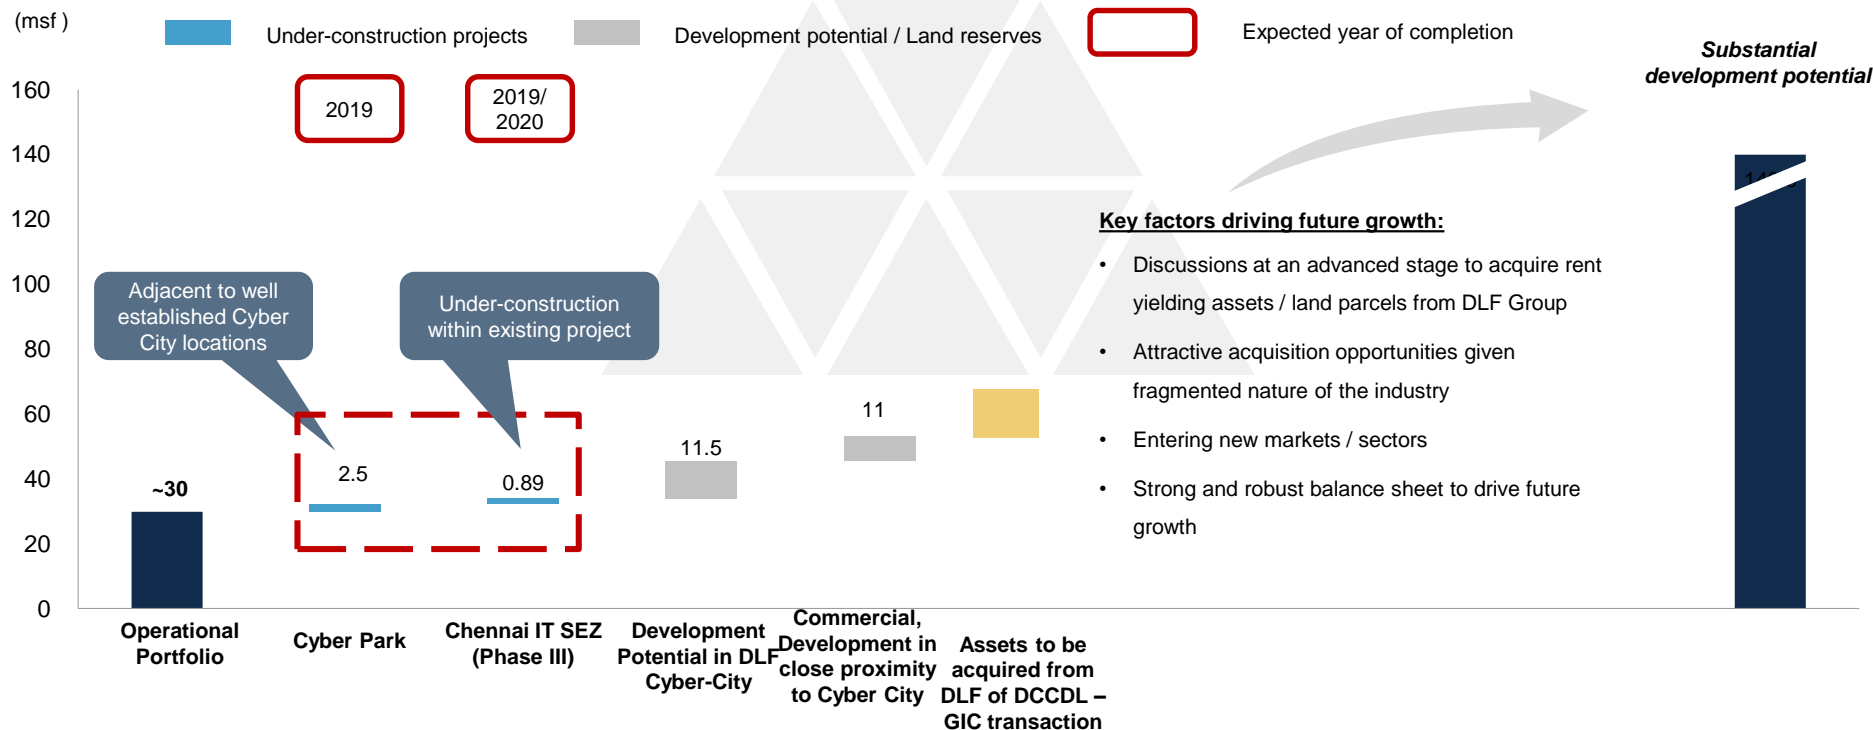 (msf )
Under-construction projects
Development potential / Land reserves
Expected year of completion
Substantial
development potential
160
140
120
100
80
60
40
20
0
2019
2019/
2020
Adjacent to well
established Cyber
City locations
Under-construction
within existing project
~30
2.5
0.89
11.5
11
Key factors driving future growth:
• Discussions at an advanced stage to acquire rent
yielding assets / land parcels from DLF Group
• Attractive acquisition opportunities given
fragmented nature of the industry
• Entering new markets / sectors
• Strong and robust balance sheet to drive future
growth
Operational
Portfolio
Cyber Park
Chennai IT SEZ
(Phase III)
Development
Potential in DLF
Cyber-City
Commercial,
Development in
close proximity
to Cyber City
Assets to be
acquired from
DLF of DCCDL –
GIC transaction